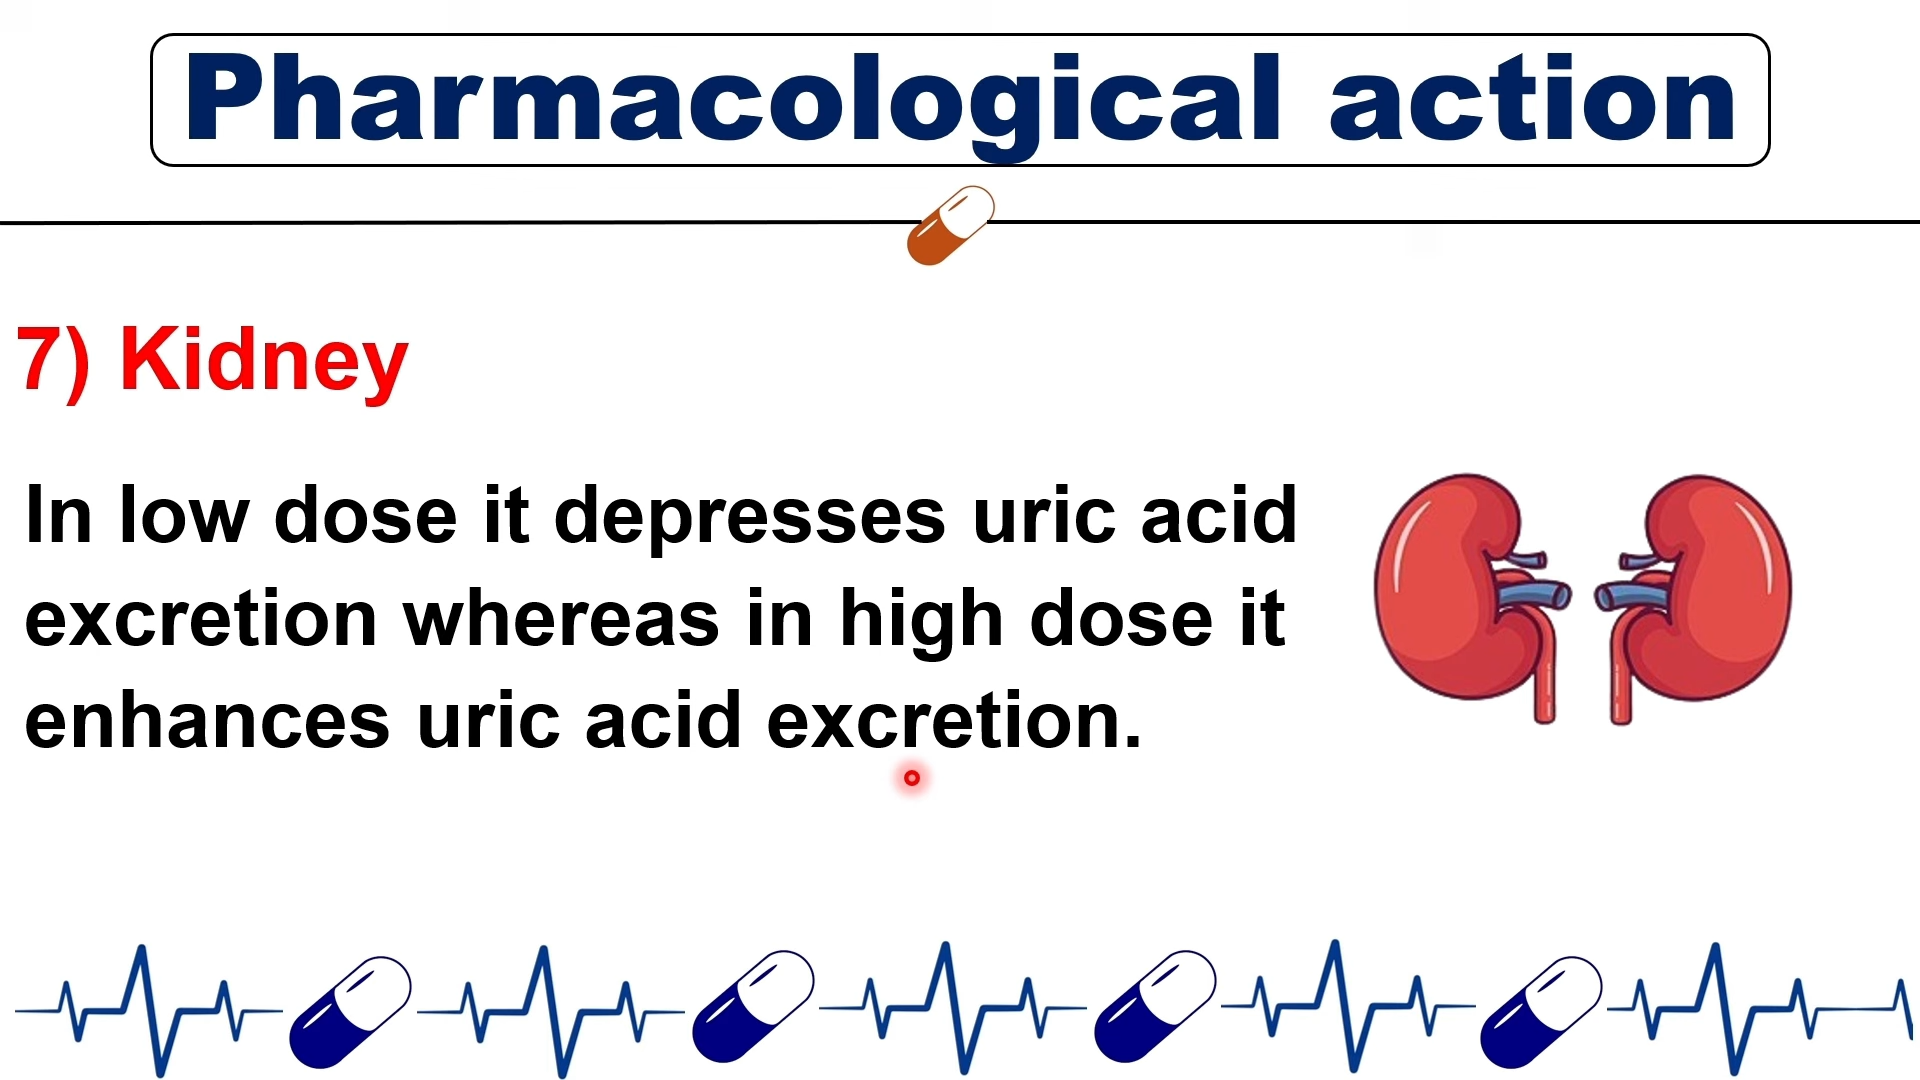 Pharmacological action
7) Kidney
In low dose it depresses uric acid
excretion whereas in high dose it
enhances uric acid excretion.